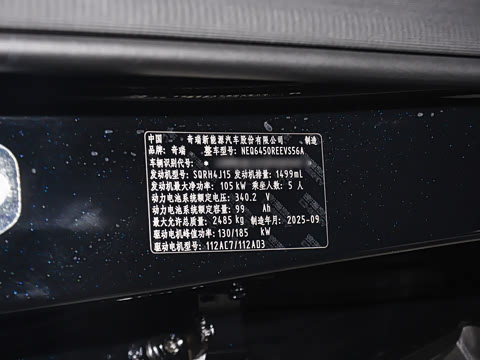 中国 奇瑞新能源汽车股份有限公司 制造
品牌: 奇瑞 整车型号: NEQ6450REEVS56A
车辆识别代号:
发动机型号: SQRH4J15 发动机排量: 1499mL
发动机最大净功率: 105 kW 乘坐人数: 5 人
动力电池系统额定电压: 340.2 V
动力电池系统额定容量: 99 Ah
最大允许总质量: 2485 kg 制造年月: 2025-09
驱动电机峰值功率: 130/185 kW
驱动电机型号: 112AC7/112AD3